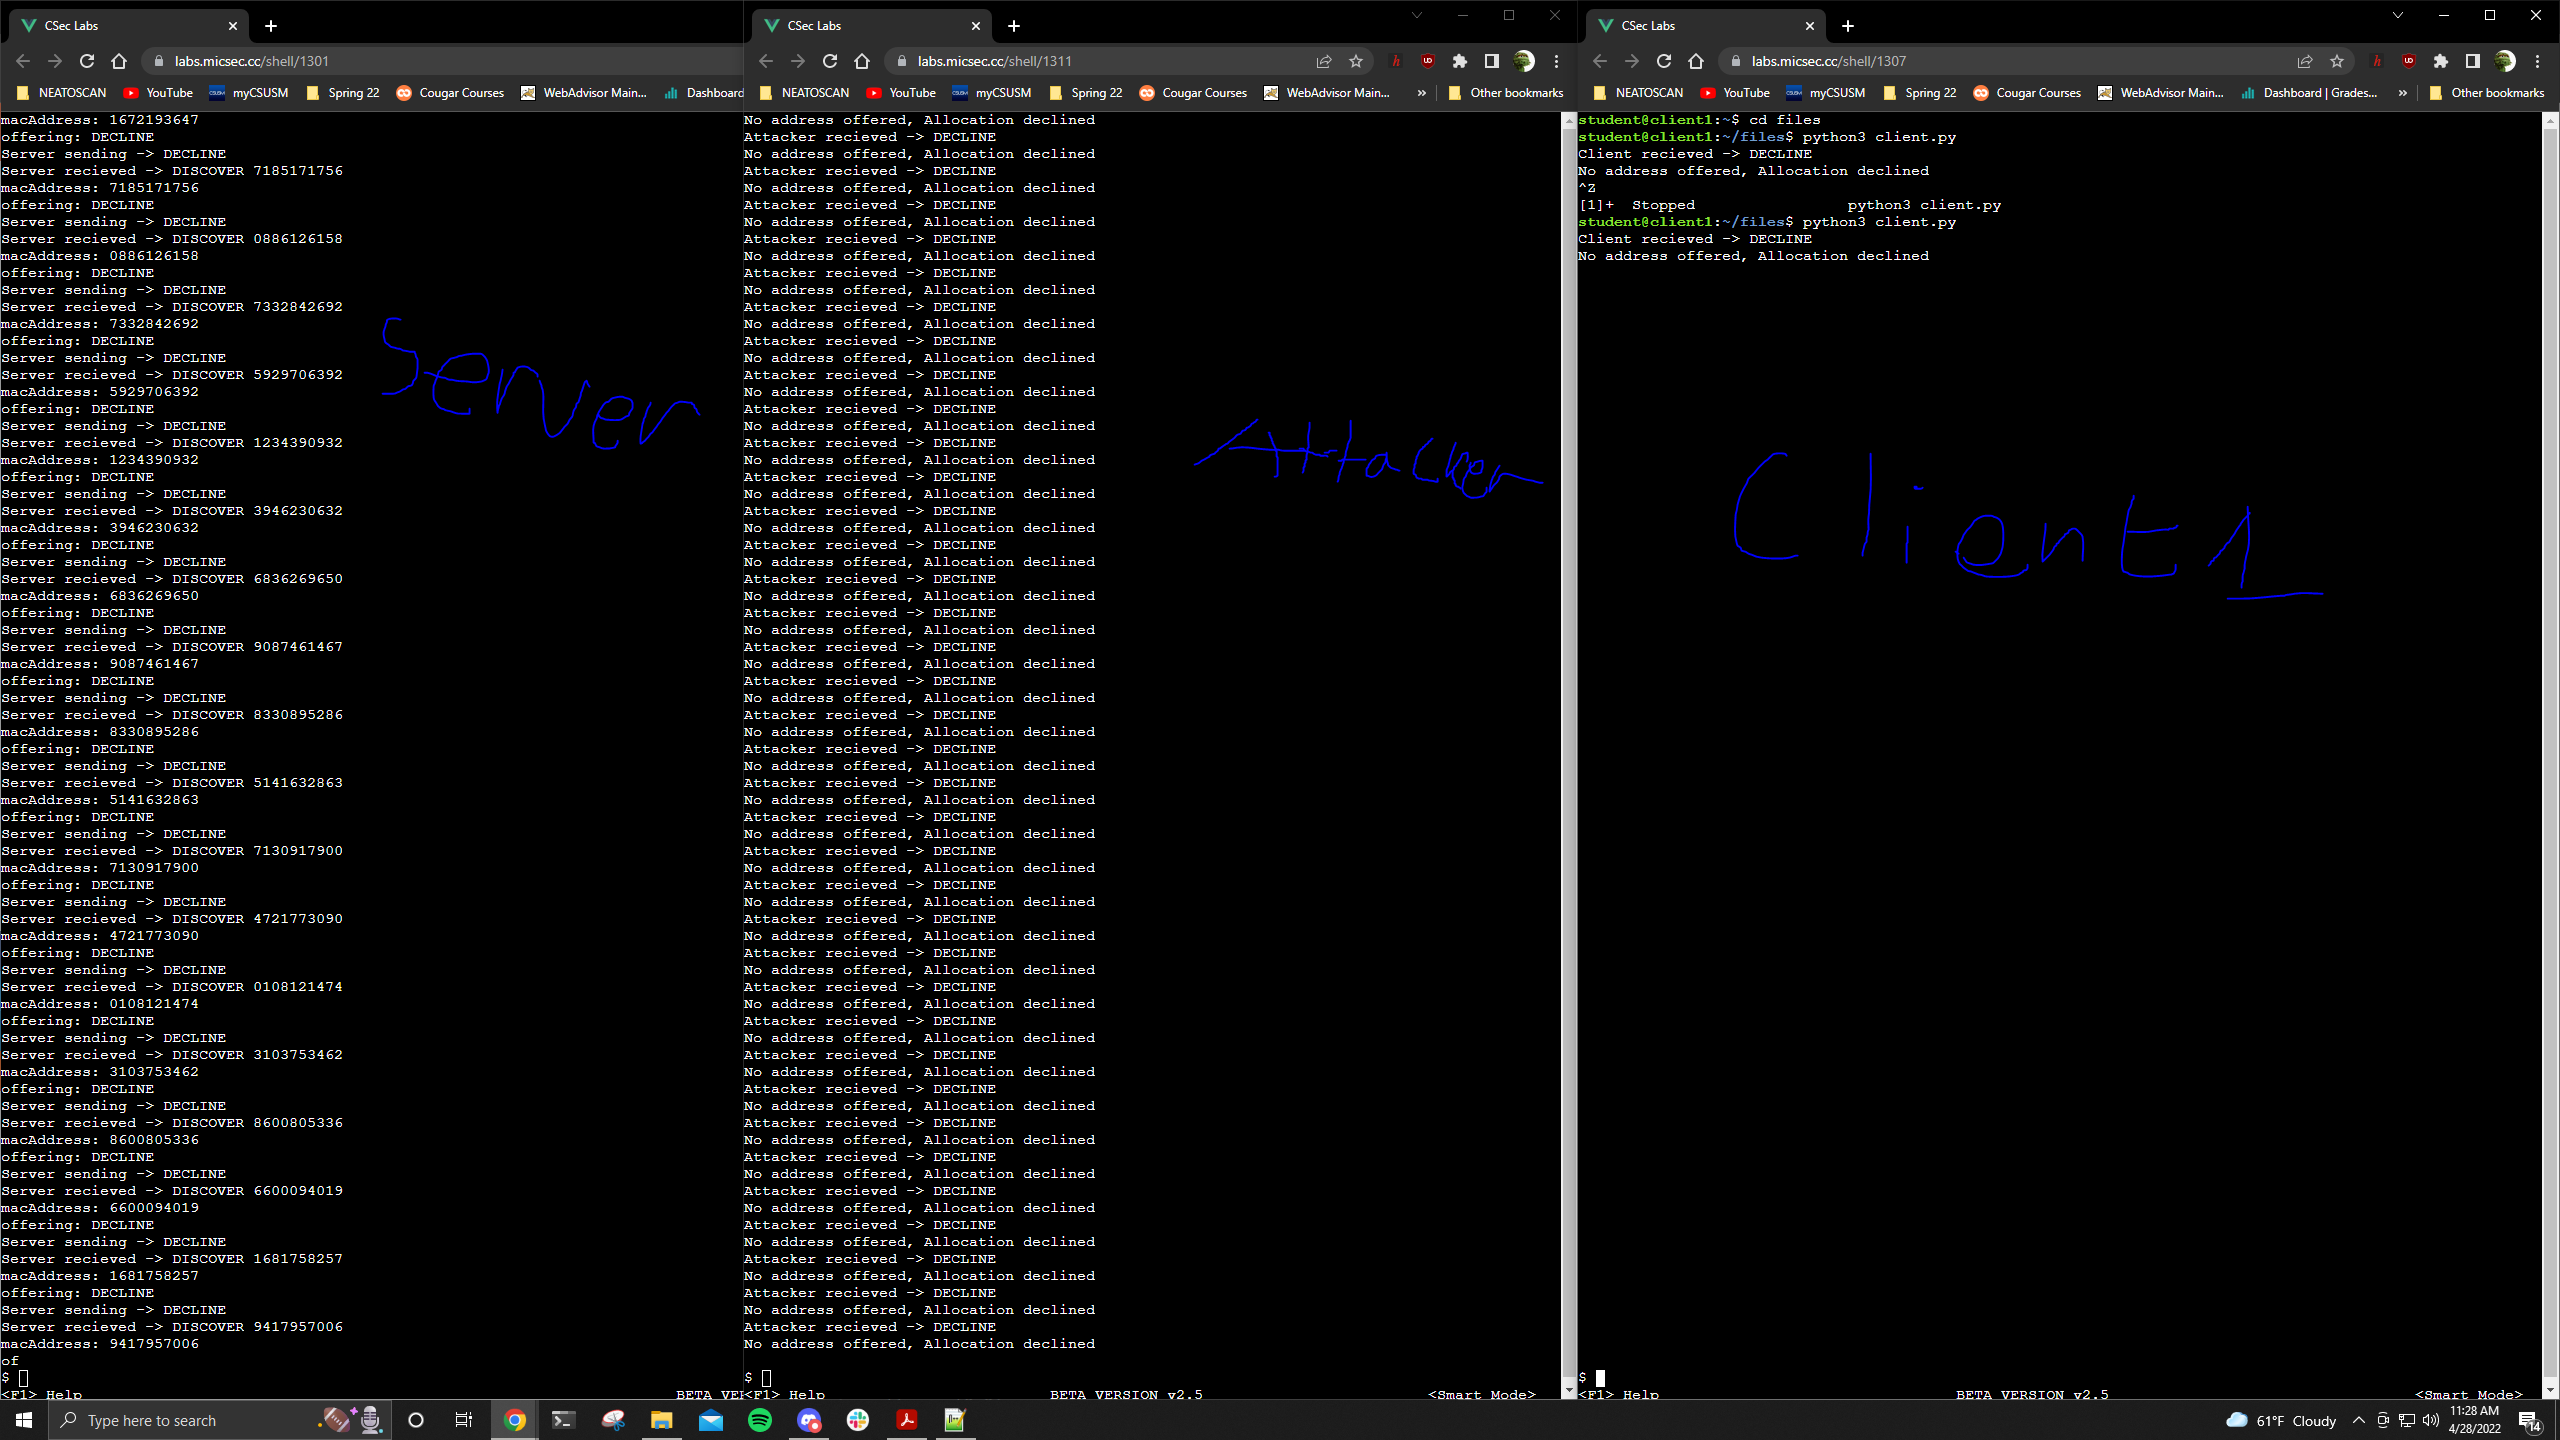 CSec Labs
labs.micsec.cc/shell/1301
NEATOSCAN YouTube myCSUSM Spring 22 Cougar Courses WebAdvisor Main... Dashboard
macAddress: 1672193647
offering: DECLINE
Server sending -> DECLINE
Server recieved -> DISCOVER 7185171756
macAddress: 7185171756
offering: DECLINE
Server sending -> DECLINE
Server recieved -> DISCOVER 0886126158
macAddress: 0886126158
offering: DECLINE
Server sending -> DECLINE
Server recieved -> DISCOVER 7332842692
macAddress: 7332842692
offering: DECLINE
Server sending -> DECLINE
Server recieved -> DISCOVER 5929706392
macAddress: 5929706392
offering: DECLINE
Server sending -> DECLINE
Server recieved -> DISCOVER 1234390932
macAddress: 1234390932
offering: DECLINE
Server sending -> DECLINE
Server recieved -> DISCOVER 3946230632
macAddress: 3946230632
offering: DECLINE
Server sending -> DECLINE
Server recieved -> DISCOVER 6836269650
macAddress: 6836269650
offering: DECLINE
Server sending -> DECLINE
Server recieved -> DISCOVER 9087461467
macAddress: 9087461467
offering: DECLINE
Server sending -> DECLINE
Server recieved -> DISCOVER 8330895286
macAddress: 8330895286
offering: DECLINE
Server sending -> DECLINE
Server recieved -> DISCOVER 5141632863
macAddress: 5141632863
offering: DECLINE
Server sending -> DECLINE
Server recieved -> DISCOVER 7130917900
macAddress: 7130917900
offering: DECLINE
Server sending -> DECLINE
Server recieved -> DISCOVER 4721773090
macAddress: 4721773090
offering: DECLINE
Server sending -> DECLINE
Server recieved -> DISCOVER 0108121474
macAddress: 0108121474
offering: DECLINE
Server sending -> DECLINE
Server recieved -> DISCOVER 3103753462
macAddress: 3103753462
offering: DECLINE
Server sending -> DECLINE
Server recieved -> DISCOVER 8600805336
macAddress: 8600805336
offering: DECLINE
Server sending -> DECLINE
Server recieved -> DISCOVER 6600094019
macAddress: 6600094019
offering: DECLINE
Server sending -> DECLINE
Server recieved -> DISCOVER 1681758257
macAddress: 1681758257
offering: DECLINE
Server sending -> DECLINE
Server recieved -> DISCOVER 9417957006
macAddress: 9417957006
of
$
<F1> Help BETA VE
Server
CSec Labs
labs.micsec.cc/shell/1311
NEATOSCAN YouTube myCSUSM Spring 22 Cougar Courses WebAdvisor Main... » Other bookmarks
No address offered, Allocation declined
Attacker recieved -> DECLINE
No address offered, Allocation declined
Attacker recieved -> DECLINE
No address offered, Allocation declined
Attacker recieved -> DECLINE
No address offered, Allocation declined
Attacker recieved -> DECLINE
No address offered, Allocation declined
Attacker recieved -> DECLINE
No address offered, Allocation declined
Attacker recieved -> DECLINE
No address offered, Allocation declined
Attacker recieved -> DECLINE
No address offered, Allocation declined
Attacker recieved -> DECLINE
No address offered, Allocation declined
Attacker recieved -> DECLINE
No address offered, Allocation declined
Attacker recieved -> DECLINE
No address offered, Allocation declined
Attacker recieved -> DECLINE
No address offered, Allocation declined
Attacker recieved -> DECLINE
No address offered, Allocation declined
Attacker recieved -> DECLINE
No address offered, Allocation declined
Attacker recieved -> DECLINE
No address offered, Allocation declined
Attacker recieved -> DECLINE
No address offered, Allocation declined
Attacker recieved -> DECLINE
No address offered, Allocation declined
Attacker recieved -> DECLINE
No address offered, Allocation declined
Attacker recieved -> DECLINE
No address offered, Allocation declined
Attacker recieved -> DECLINE
No address offered, Allocation declined
Attacker recieved -> DECLINE
No address offered, Allocation declined
Attacker recieved -> DECLINE
No address offered, Allocation declined
Attacker recieved -> DECLINE
No address offered, Allocation declined
Attacker recieved -> DECLINE
No address offered, Allocation declined
Attacker recieved -> DECLINE
No address offered, Allocation declined
Attacker recieved -> DECLINE
No address offered, Allocation declined
Attacker recieved -> DECLINE
No address offered, Allocation declined
Attacker recieved -> DECLINE
No address offered, Allocation declined
Attacker recieved -> DECLINE
No address offered, Allocation declined
Attacker recieved -> DECLINE
No address offered, Allocation declined
Attacker recieved -> DECLINE
No address offered, Allocation declined
Attacker recieved -> DECLINE
No address offered, Allocation declined
Attacker recieved -> DECLINE
No address offered, Allocation declined
Attacker recieved -> DECLINE
No address offered, Allocation declined
Attacker recieved -> DECLINE
No address offered, Allocation declined
Attacker recieved -> DECLINE
No address offered, Allocation declined
Attacker recieved -> DECLINE
No address offered, Allocation declined
$
<F1> Help BETA VERSION v2.5 <Smart Mode>
Attacker
CSec Labs
labs.micsec.cc/shell/1307
NEATOSCAN YouTube myCSUSM Spring 22 Cougar Courses WebAdvisor Main... Dashboard | Grades... » Other bookmarks
student@client1:~$ cd files
student@client1:~/files$ python3 client.py
Client recieved -> DECLINE
No address offered, Allocation declined
^Z
[1]+ Stopped python3 client.py
student@client1:~/files$ python3 client.py
Client recieved -> DECLINE
No address offered, Allocation declined
$
<F1> Help BETA VERSION v2.5 <Smart Mode>
Client 1
Type here to search
61°F Cloudy
11:28 AM
4/28/2022
14